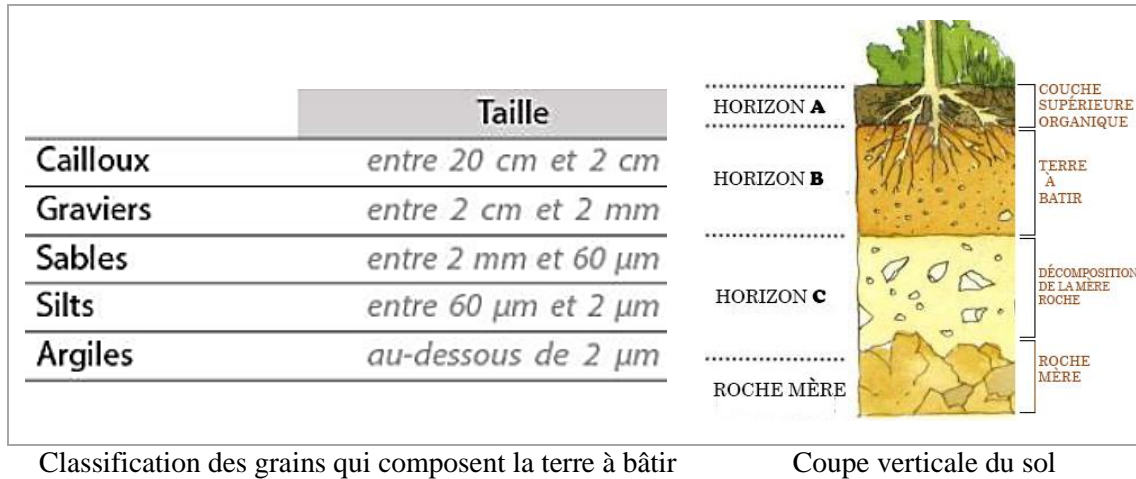 Taille
Cailloux entre 20 cm et 2 cm
Graviers entre 2 cm et 2 mm
Sables entre 2 mm et 60 µm
Silts entre 60 µm et 2 µm
Argiles au-dessous de 2 µm
HORIZON A
HORIZON B
HORIZON C
ROCHE MÈRE
COUCHE
SUPÉRIEURE
ORGANIQUE
TERRE
À
BATIR
DÉCOMPOSITION
DE LA MÈRE
ROCHE
ROCHE
MÈRE
Classification des grains qui composent la terre à bâtir
Coupe verticale du sol